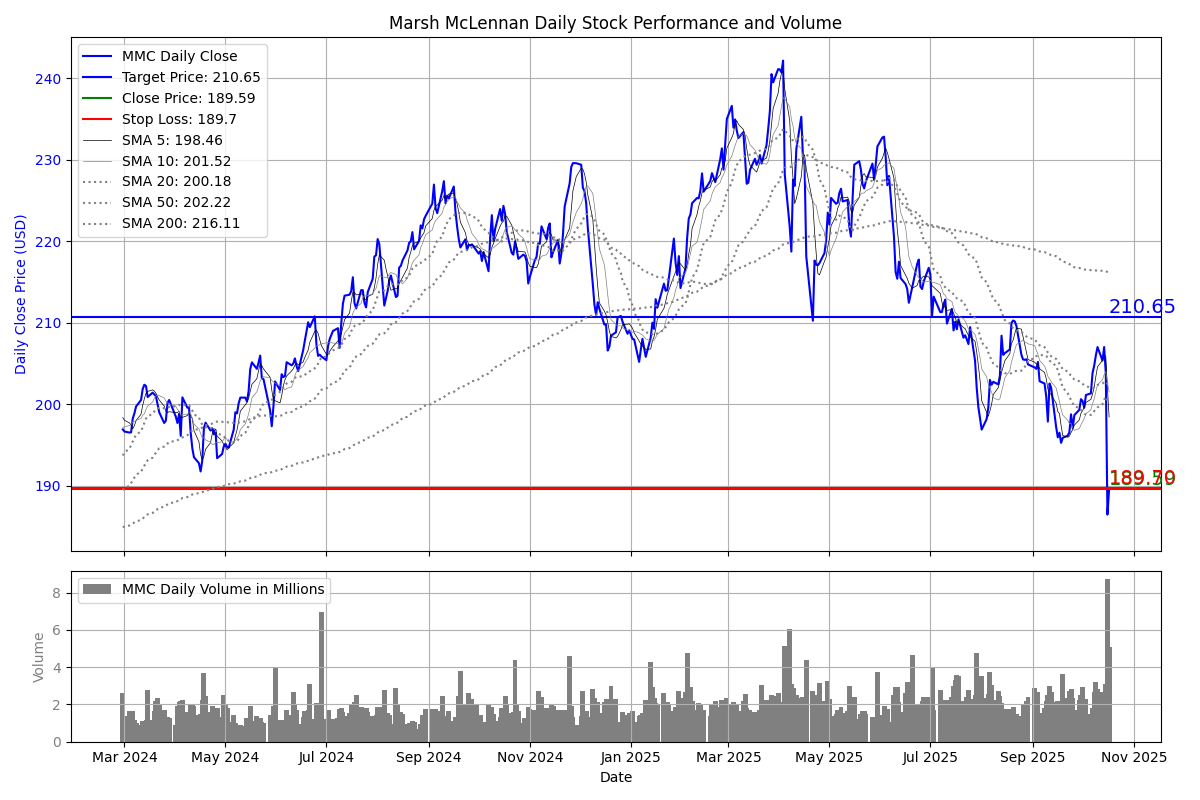 Marsh McLennan Daily Stock Performance and Volume
MMC Daily Close
Target Price: 210.65
Close Price: 189.59
Stop Loss: 189.7
SMA 5: 198.46
SMA 10: 201.52
SMA 20: 200.18
SMA 50: 202.22
SMA 200: 216.11
Daily Close Price (USD)
240
230
220
210
200
190
210.65
189.59
189.70
MMC Daily Volume in Millions
Volume
8
6
4
2
0
Mar 2024 May 2024 Jul 2024 Sep 2024 Nov 2024 Jan 2025 Mar 2025 May 2025 Jul 2025 Sep 2025 Nov 2025
Date